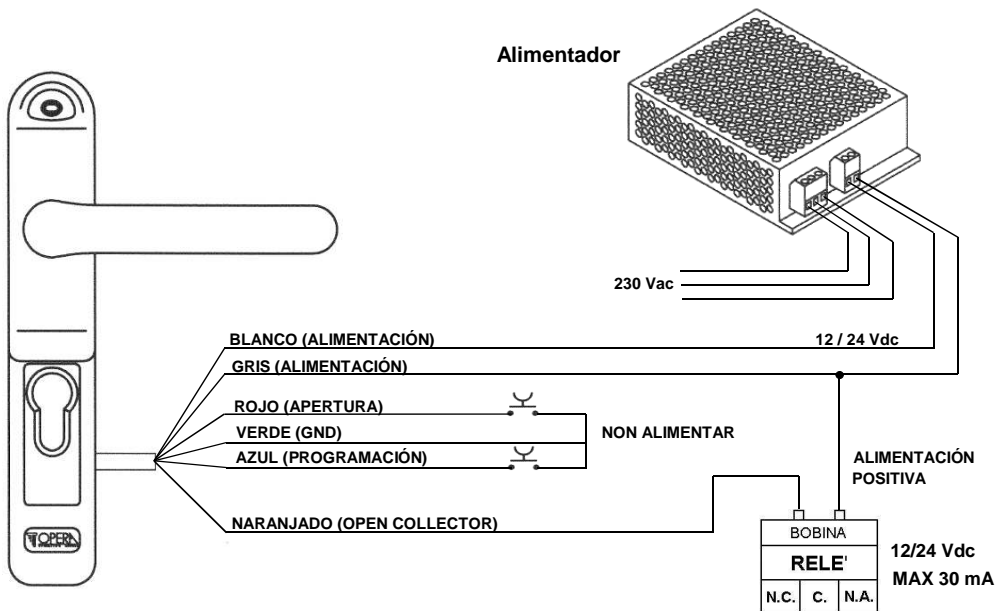 Alimentador
230 Vac
BLANCO (ALIMENTACIÓN)
12 / 24 Vdc
GRIS (ALIMENTACIÓN)
ROJO (APERTURA)
VERDE (GND)
NON ALIMENTAR
AZUL (PROGRAMACIÓN)
ALIMENTACIÓN
POSITIVA
NARANJADO (OPEN COLLECTOR)
OPERA
BOBINA
RELE'
12/24 Vdc
MAX 30 mA
N.C. C. N.A.